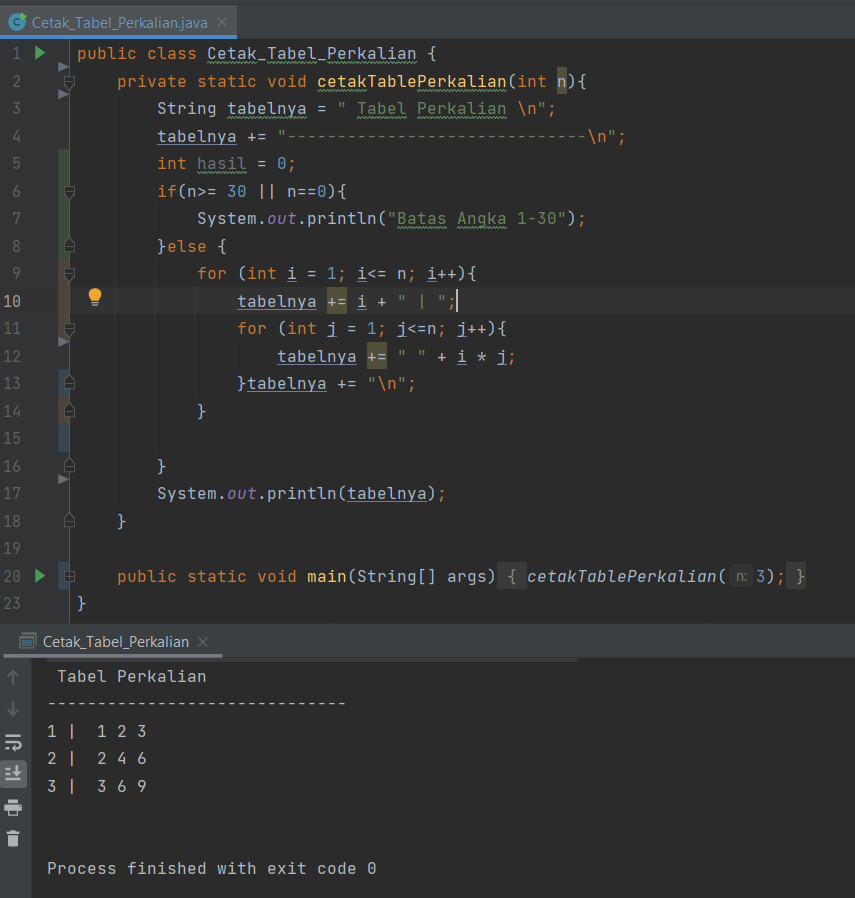 Cetak_Tabel_Perkalian.java
1 public class Cetak_Tabel_Perkalian {
2 private static void cetakTablePerkalian(int n){
3 String tabelnya = " Tabel Perkalian \n";
4 tabelnya += "------------------------------\n";
5 int hasil = 0;
6 if(n>= 30 || n==0){
7 System.out.println("Batas Angka 1-30");
8 }else {
9 for (int i = 1; i<= n; i++){
10 tabelnya += i + " | ";
11 for (int j = 1; j<=n; j++){
12 tabelnya += " " + i * j;
13 }tabelnya += "\n";
14 }
15
16 }
17 System.out.println(tabelnya);
18 }
19
20 public static void main(String[] args) { cetakTablePerkalian( n: 3); }
23 }
Cetak_Tabel_Perkalian
Tabel Perkalian
------------------------------
1 |  1 2 3
2 |  2 4 6
3 |  3 6 9
Process finished with exit code 0